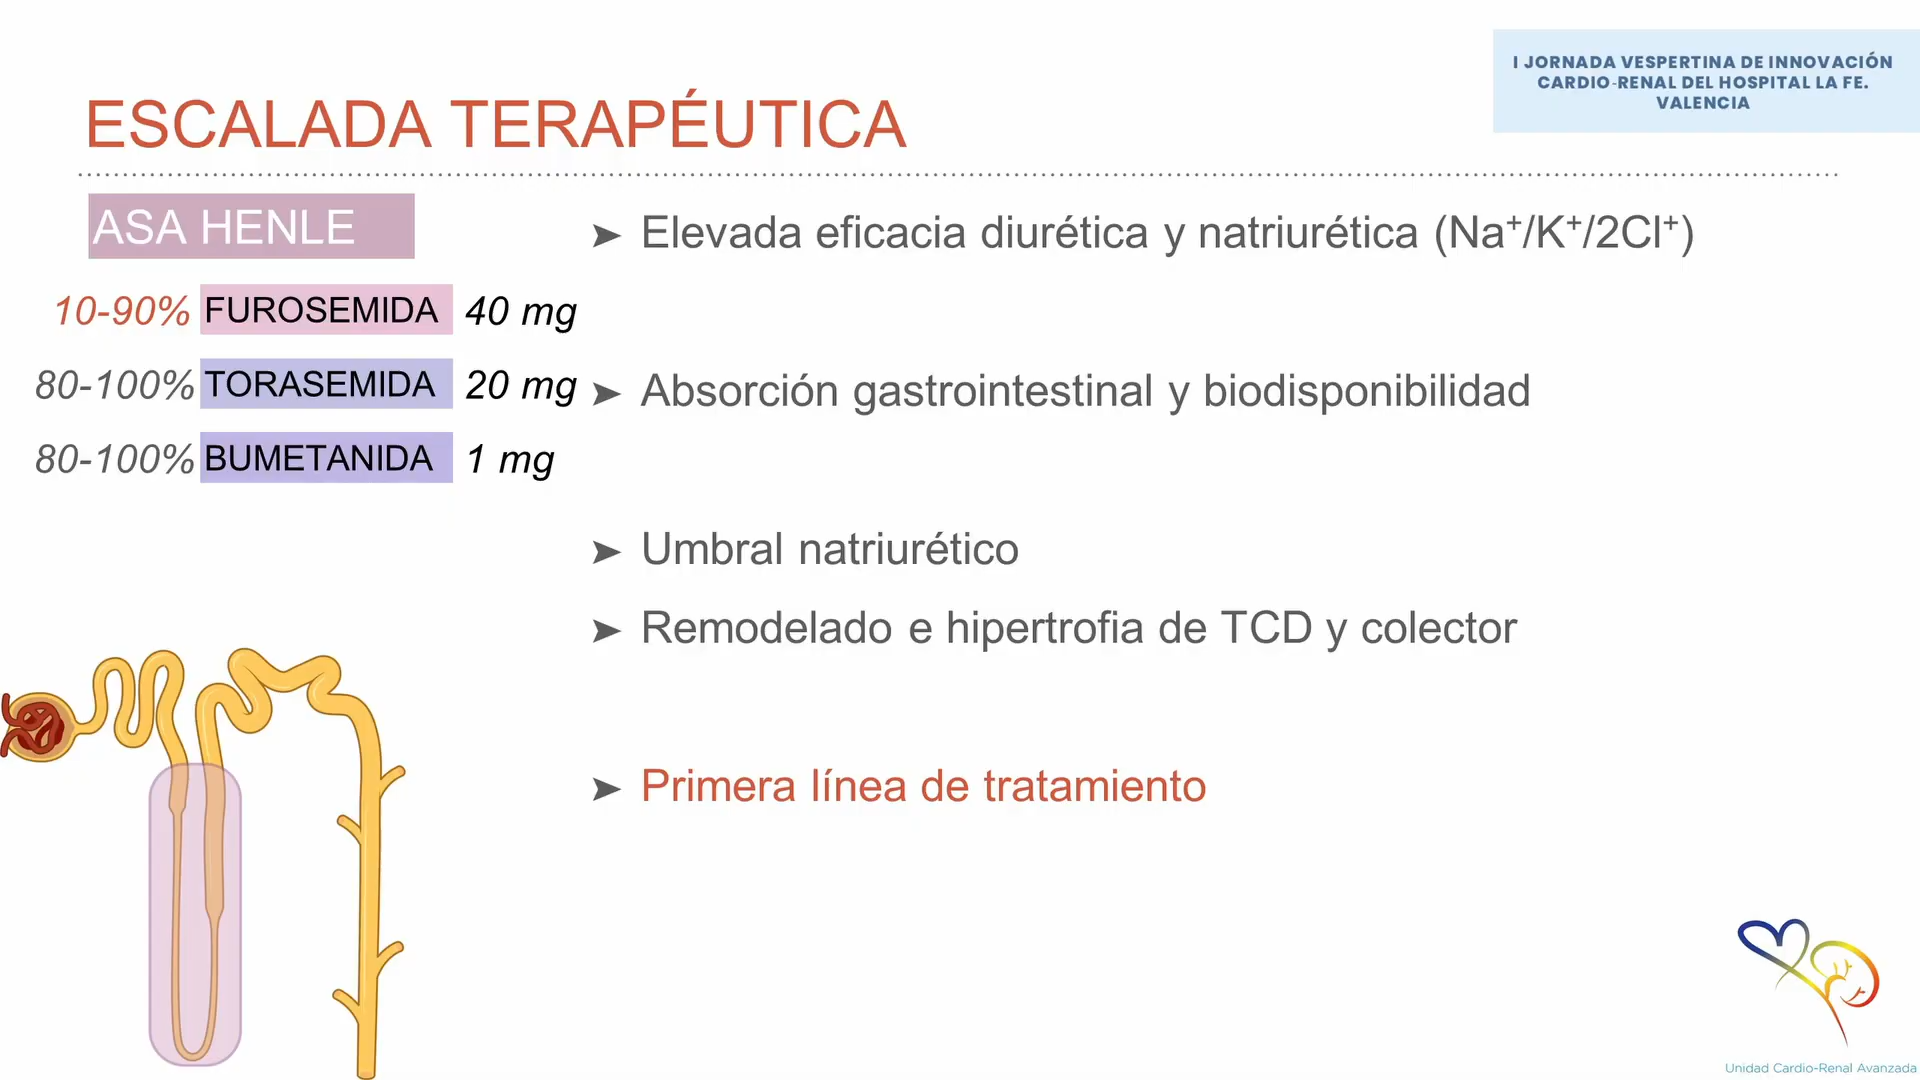 I JORNADA VESPERTINA DE INNOVACIÓN
CARDIO-RENAL DEL HOSPITAL LA FE.
VALENCIA
ESCALADA TERAPÉUTICA
ASA HENLE
10-90% FUROSEMIDA 40 mg
80-100% TORASEMIDA 20 mg
80-100% BUMETANIDA 1 mg
➤ Elevada eficacia diurética y natriurética (Na⁺/K⁺/2Cl⁺)
➤ Absorción gastrointestinal y biodisponibilidad
➤ Umbral natriurético
➤ Remodelado e hipertrofia de TCD y colector
➤ Primera línea de tratamiento
Unidad Cardio-Renal Avanzada